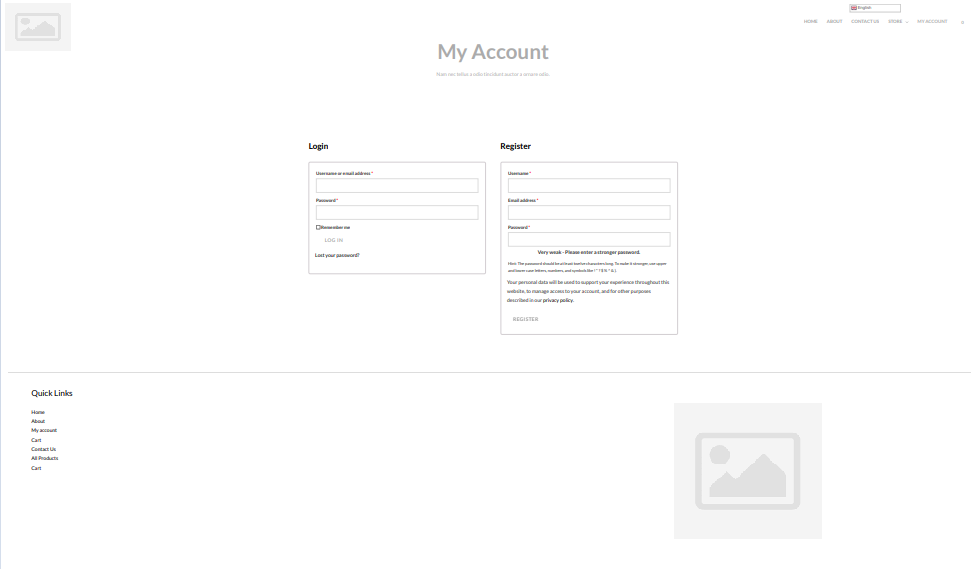 English
HOME ABOUT CONTACT US STORE MY ACCOUNT
My Account
Nam nec tellus a odio tincidunt auctor a ornare odio.
Login
Username or email address *
Password *
Remember me
LOG IN
Lost your password?
Register
Username *
Email address *
Password *
Very weak - Please enter a stronger password.
Hint: The password should be at least twelve characters long. To make it stronger, use upper
and lower case letters, numbers, and symbols like ! " ? $ % ^ & ).
Your personal data will be used to support your experience throughout this
website, to manage access to your account, and for other purposes
described in our privacy policy.
REGISTER
Quick Links
Home
About
My account
Cart
Contact Us
All Products
Cart